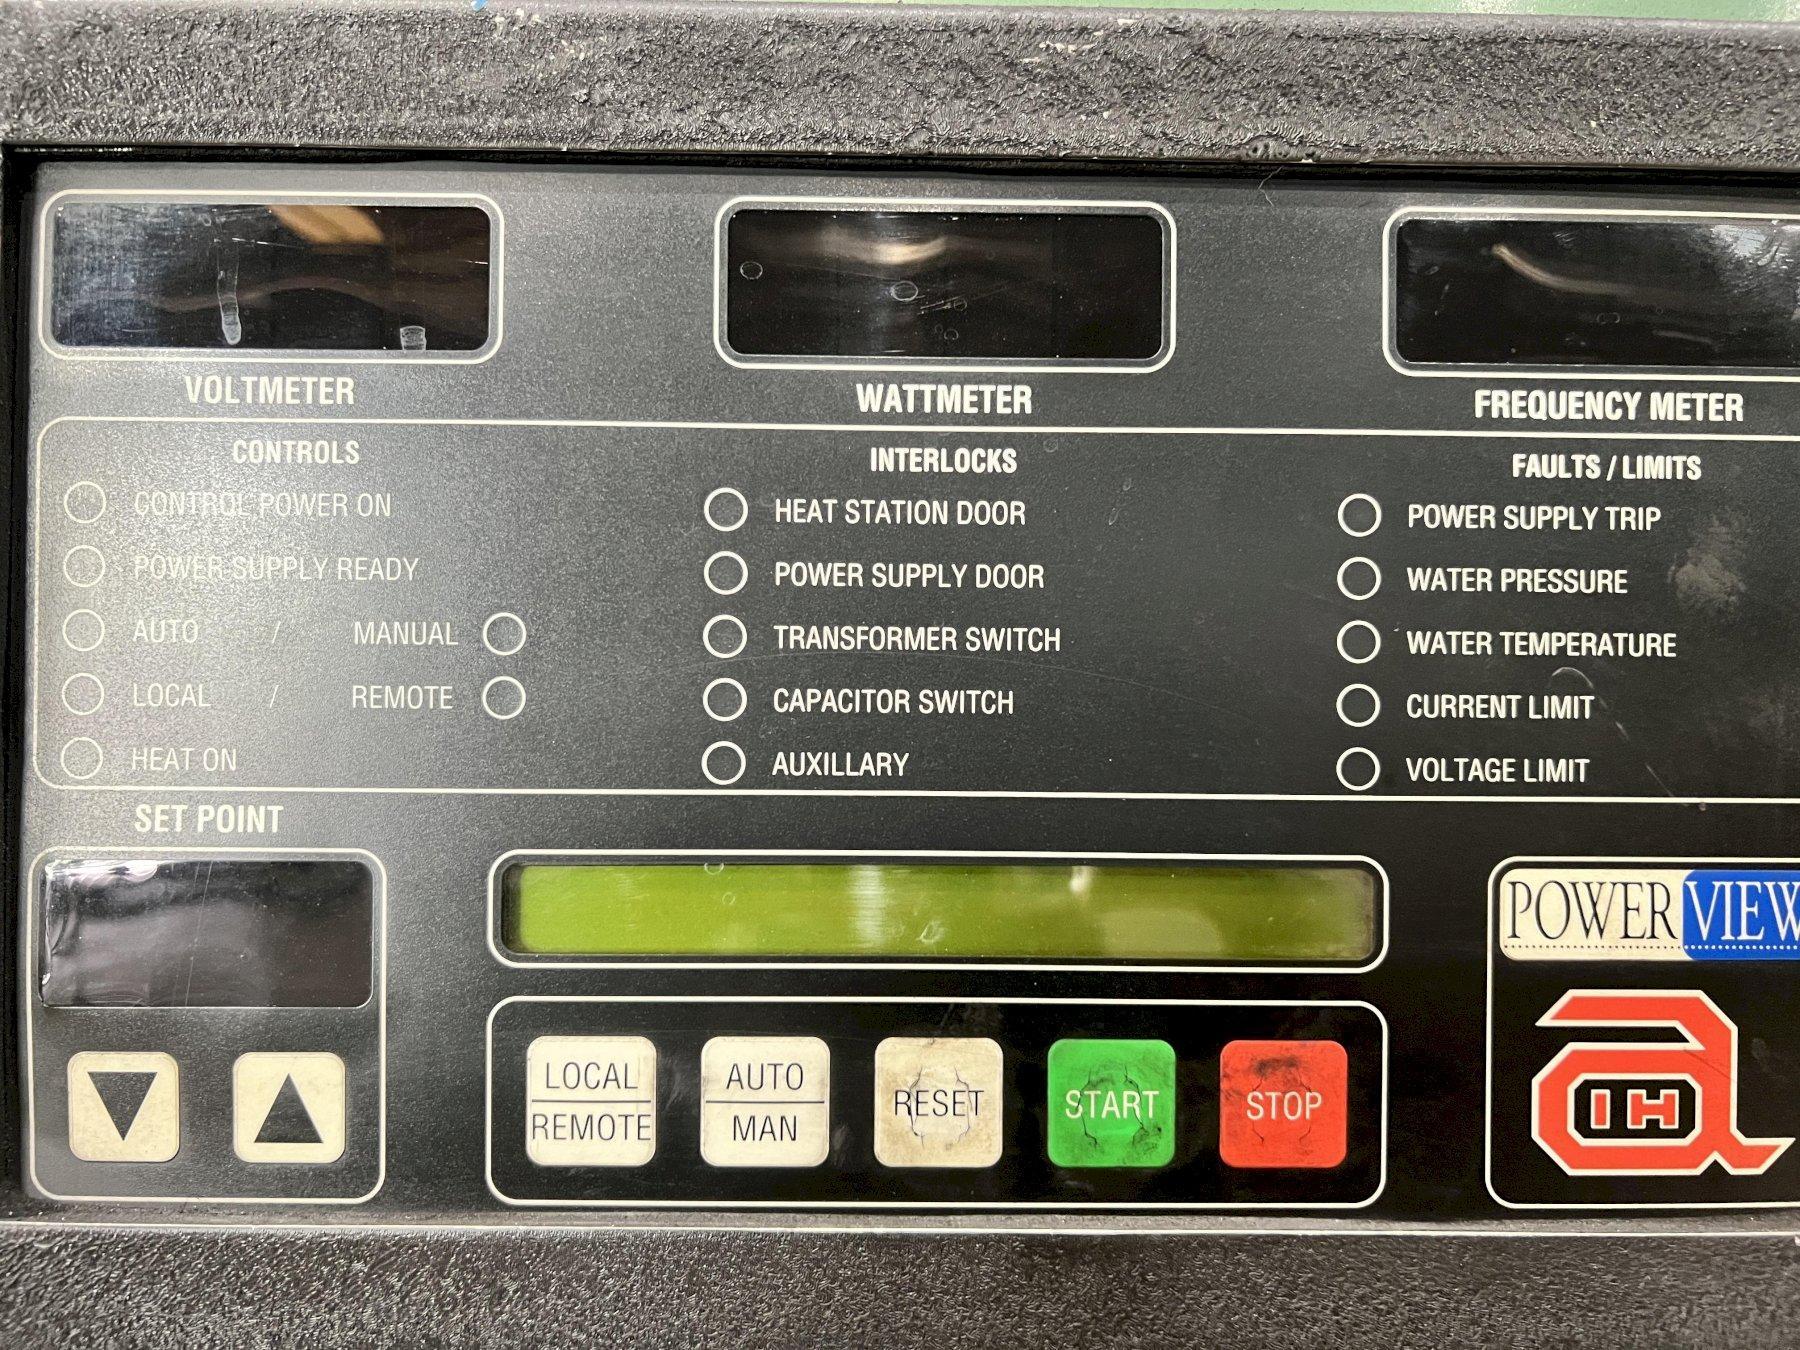 VOLTMETER
WATTMETER
FREQUENCY METER
CONTROLS
CONTROL POWER ON
POWER SUPPLY READY
AUTO / MANUAL
LOCAL / REMOTE
HEAT ON
INTERLOCKS
HEAT STATION DOOR
POWER SUPPLY DOOR
TRANSFORMER SWITCH
CAPACITOR SWITCH
AUXILLARY
FAULTS / LIMITS
POWER SUPPLY TRIP
WATER PRESSURE
WATER TEMPERATURE
CURRENT LIMIT
VOLTAGE LIMIT
SET POINT
LOCAL
REMOTE
AUTO
MAN
RESET
START
STOP
POWER VIEW
a
IH